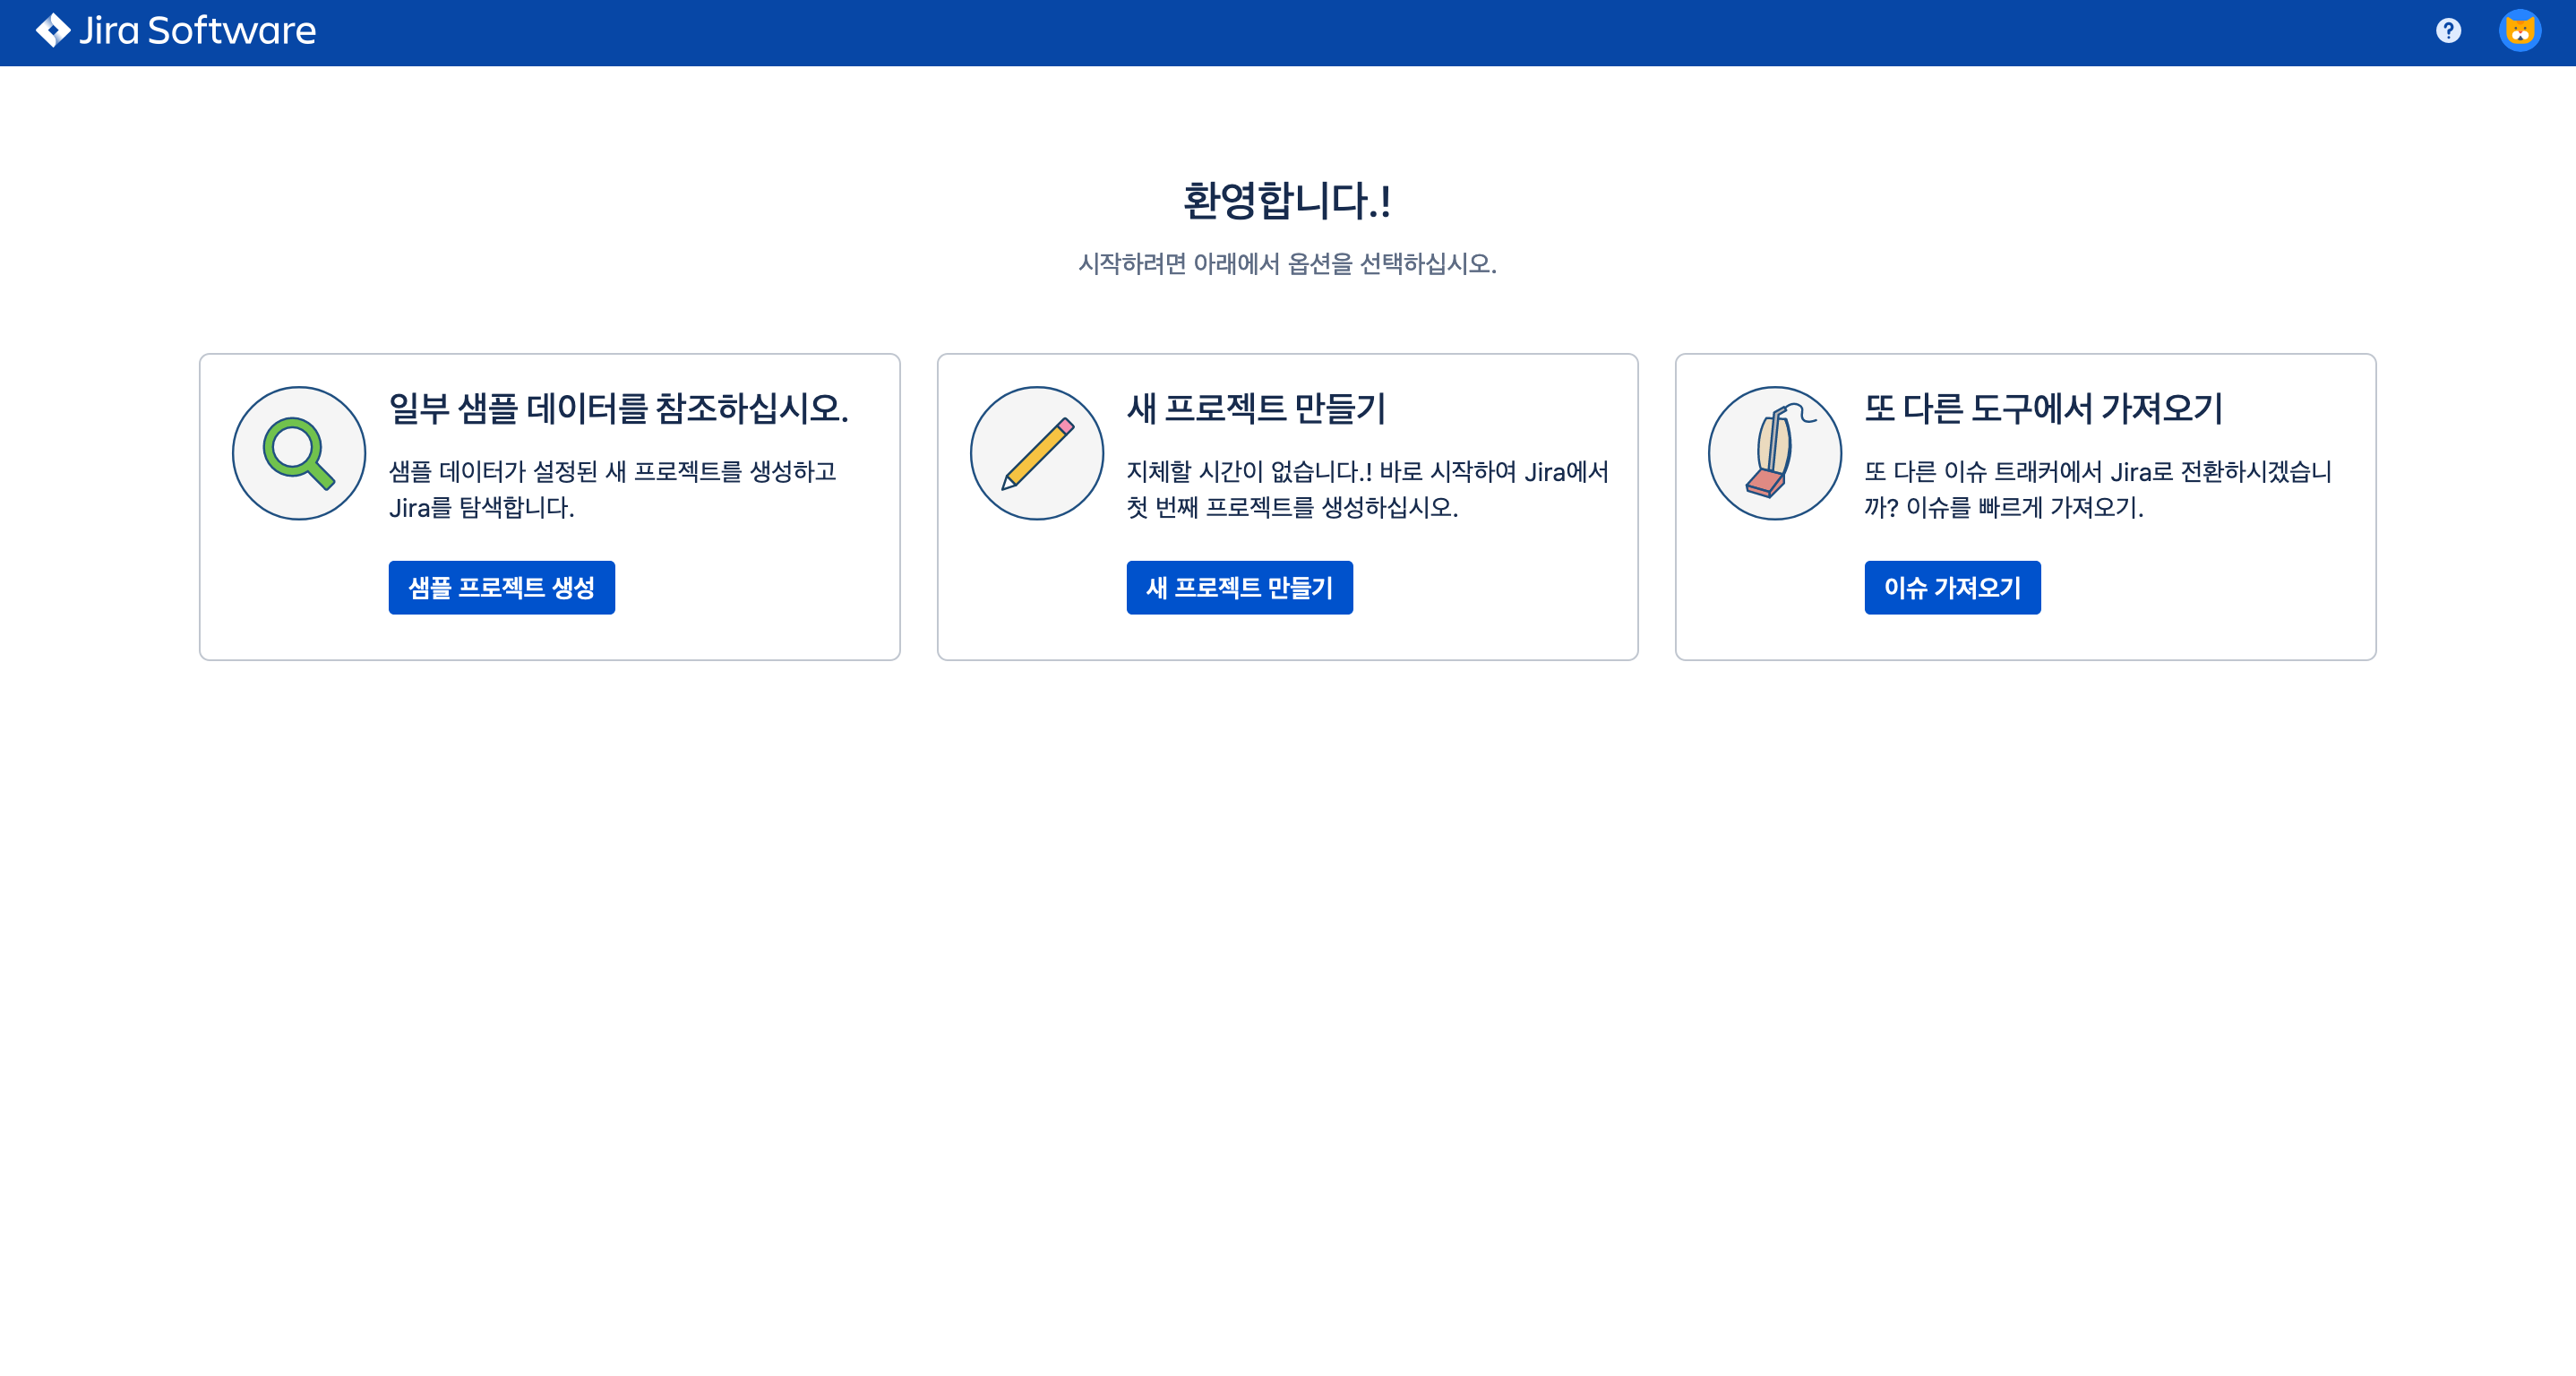 Jira Software
환영합니다.!
시작하려면 아래에서 옵션을 선택하십시오.
일부 샘플 데이터를 참조하십시오.
샘플 데이터가 설정된 새 프로젝트를 생성하고
Jira를 탐색합니다.
샘플 프로젝트 생성
새 프로젝트 만들기
지체할 시간이 없습니다.! 바로 시작하여 Jira에서
첫 번째 프로젝트를 생성하십시오.
새 프로젝트 만들기
또 다른 도구에서 가져오기
또 다른 이슈 트래커에서 Jira로 전환하시겠습니
까? 이슈를 빠르게 가져오기.
이슈 가져오기